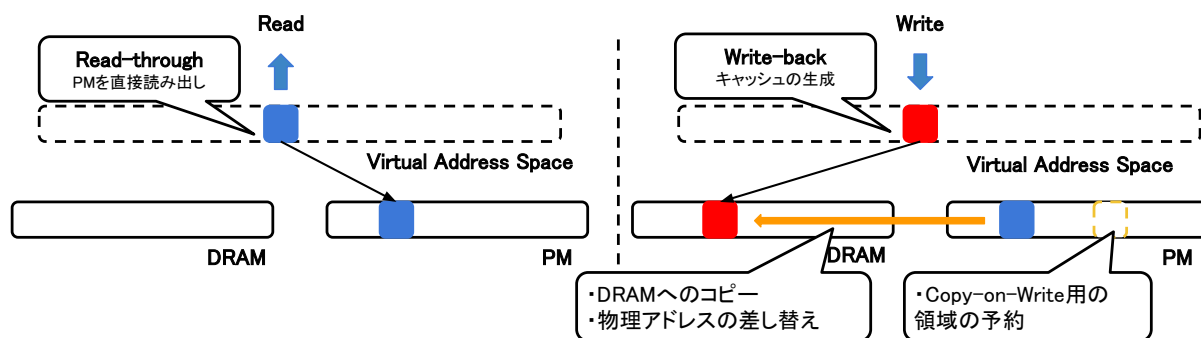 Read
Read-through
PMを直接読み出し
Virtual Address Space
DRAM
PM
Write
Write-back
キャッシュの生成
Virtual Address Space
DRAM
PM
・DRAMへのコピー
・物理アドレスの差し替え
・Copy-on-Write用の
領域の予約